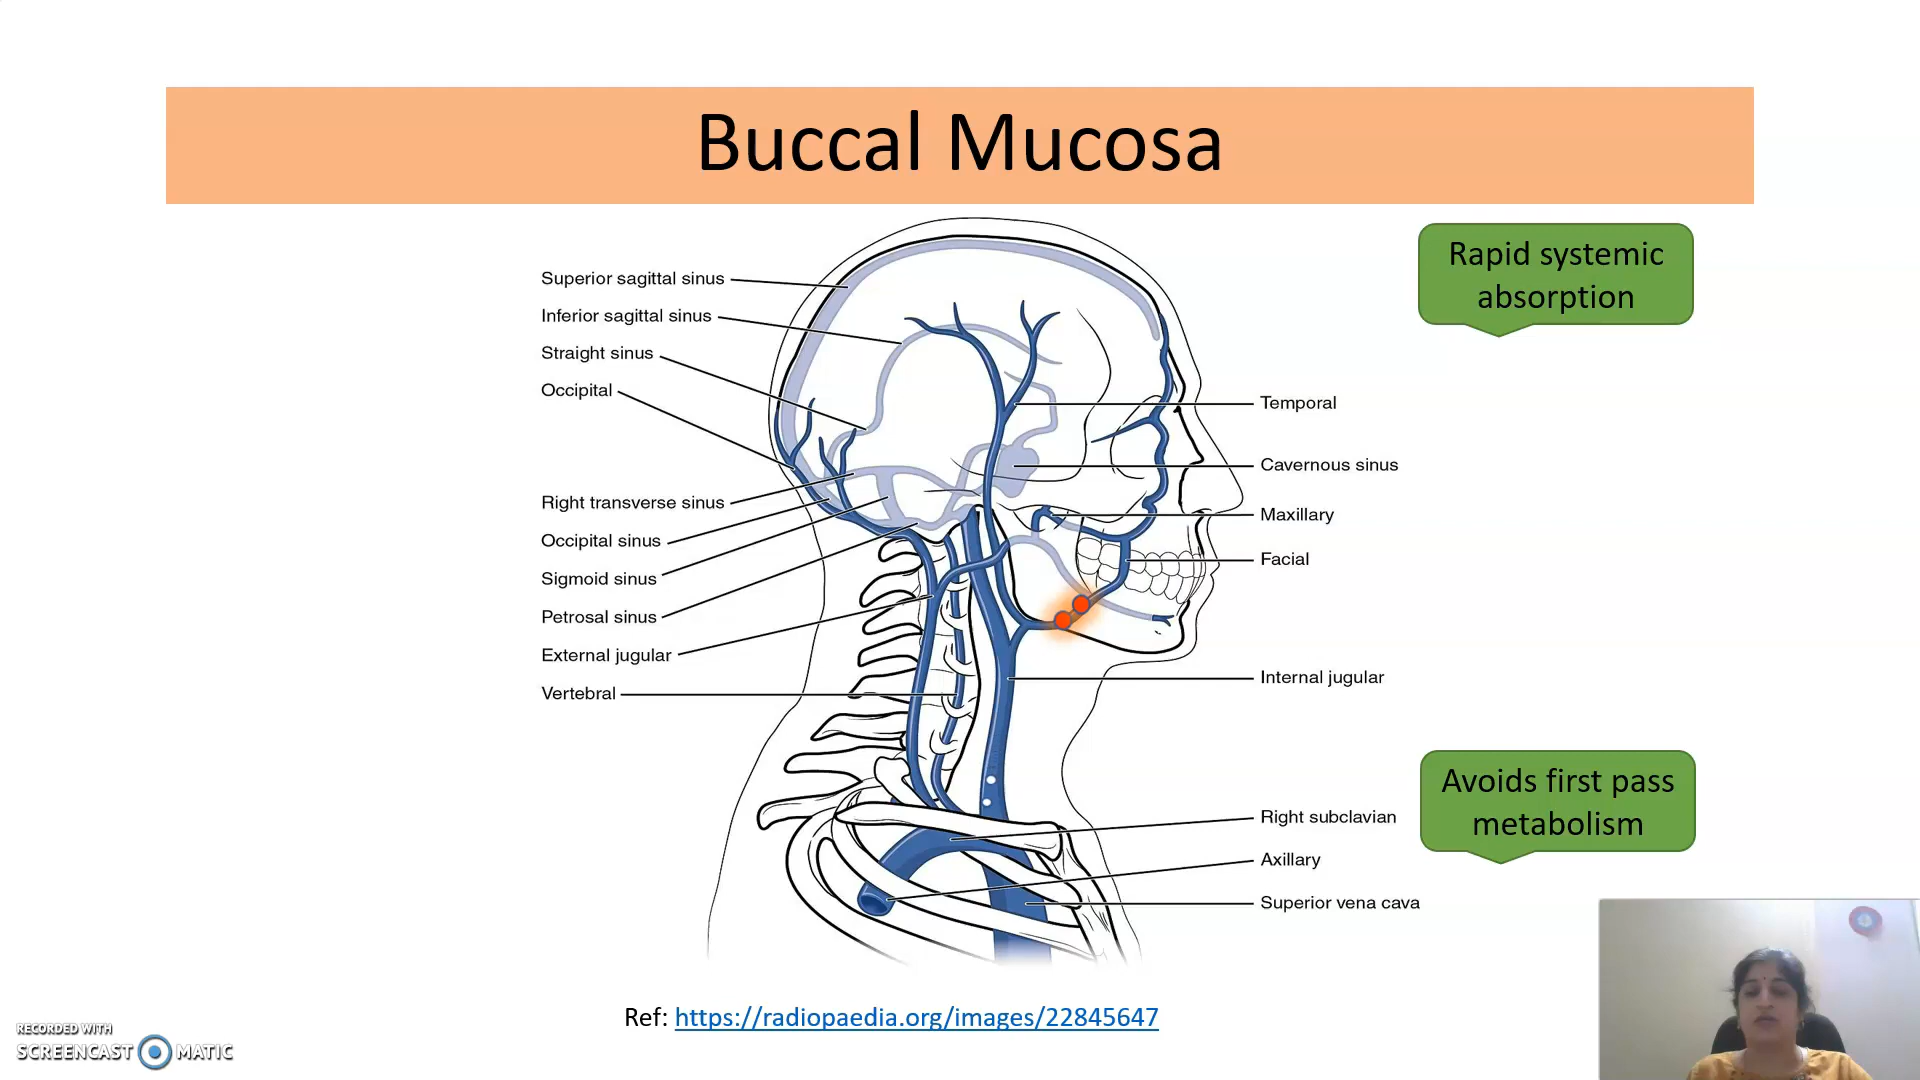 Buccal Mucosa
Rapid systemic
absorption
Superior sagittal sinus
Inferior sagittal sinus
Straight sinus
Occipital
Right transverse sinus
Occipital sinus
Sigmoid sinus
Petrosal sinus
External jugular
Vertebral
Temporal
Cavernous sinus
Maxillary
Facial
Internal jugular
Right subclavian
Axillary
Superior vena cava
Avoids first pass
metabolism
Ref: https://radiopaedia.org/images/22845647
RECORDED WITH
SCREENCAST MATIC